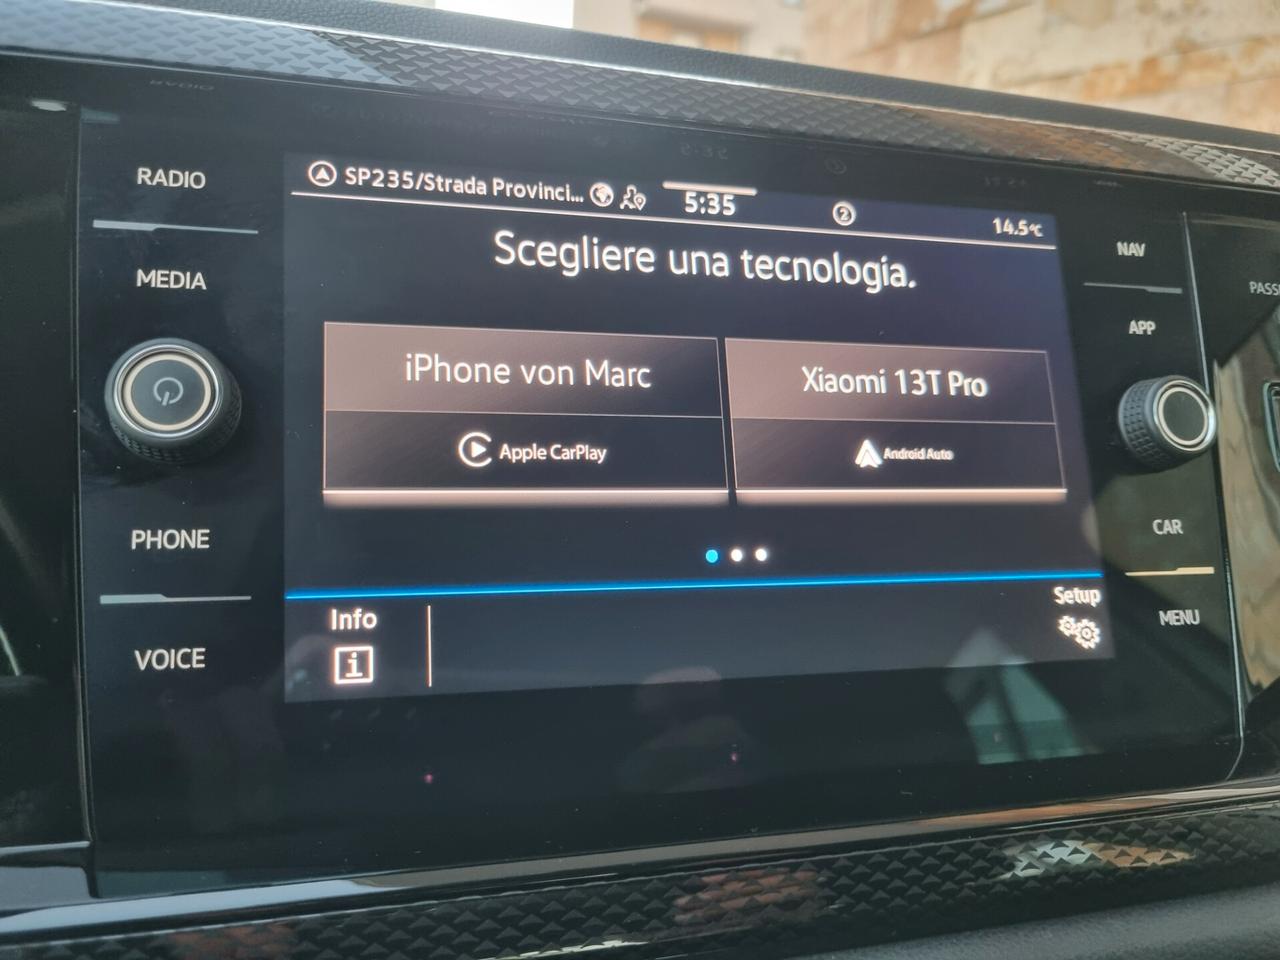 RADIO
MEDIA
PHONE
VOICE
SP235/Strada Provinci...
5:35
2
14.5°C
Scegliere una tecnologia.
iPhone von Marc
Apple CarPlay
Xiaomi 13T Pro
Android Auto
Info
i
Setup
NAV
APP
CAR
MENU